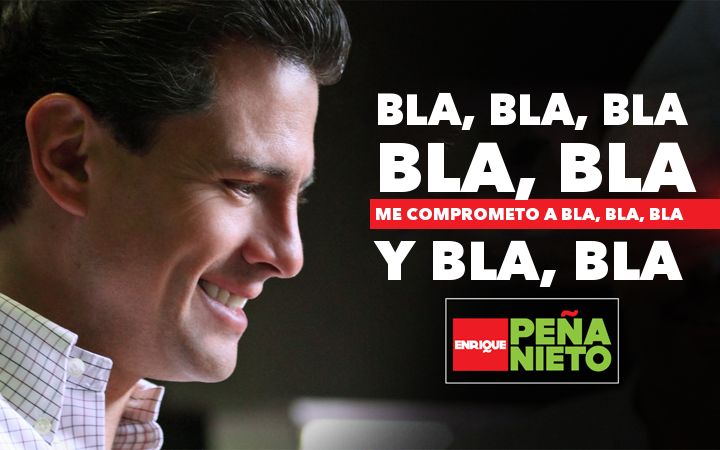 BLA, BLA, BLA
BLA, BLA
ME COMPROMETO A BLA, BLA, BLA
Y BLA, BLA
ENRIQUE
PEÑA
NIETO